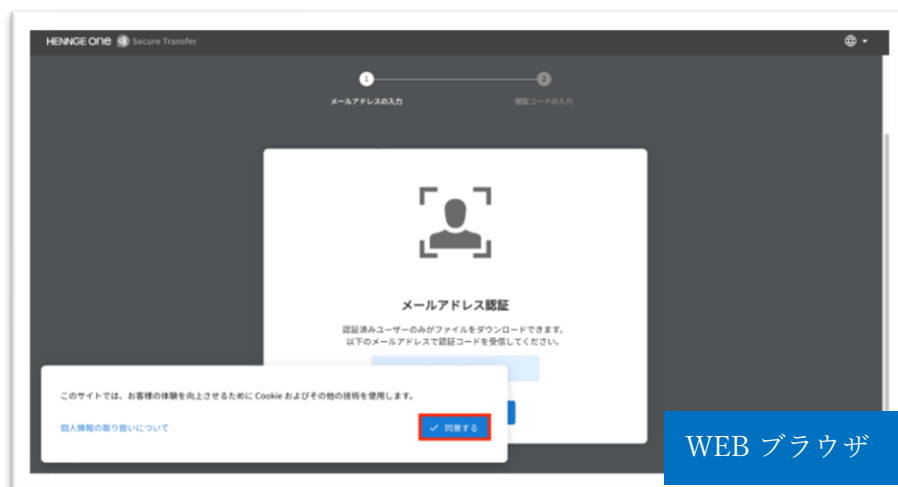 HENNGE one Secure Transfer
1
2
メールアドレスの入力
認証コードの入力
メールアドレス認証
認証済みユーザーのみがファイルをダウンロードできます。
以下のメールアドレスで認証コードを受信してください。
このサイトでは、お客様の体験を向上させるために Cookie およびその他の技術を使用します。
個人情報の取り扱いについて
同意する
WEB ブラウザ